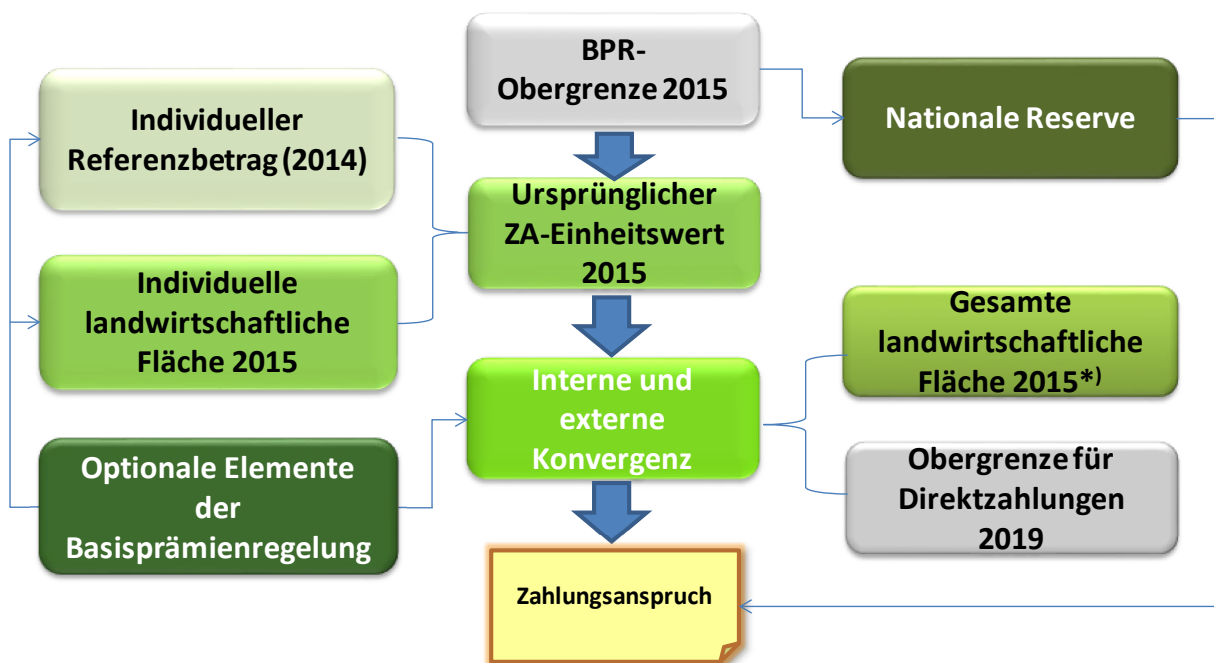 BPR-
Obergrenze 2015
Individueller
Referenzbetrag (2014)
Nationale Reserve
Ursprünglicher
ZA-Einheitswert
2015
Individuelle
landwirtschaftliche
Fläche 2015
Gesamte
landwirtschaftliche
Fläche 2015*)
Interne und
externe
Konvergenz
Optionale Elemente
der
Basisprämienregelung
Obergrenze für
Direktzahlungen
2019
Zahlungsanspruch